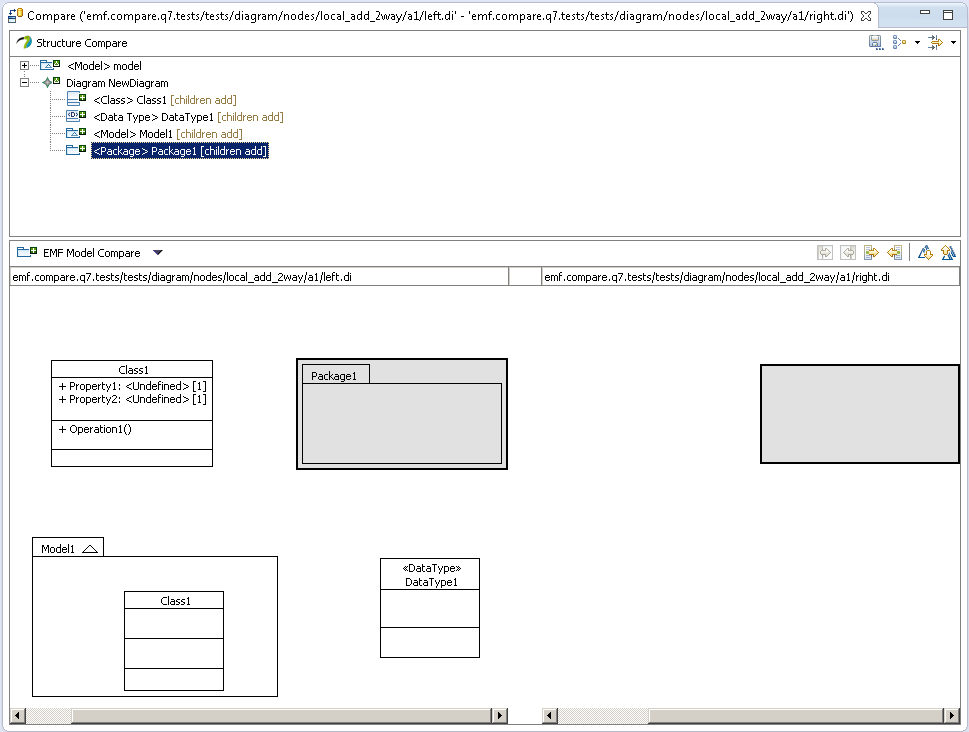 Compare ('emf.compare.q7.tests/tests/diagram/nodes/local_add_2way/a1/left.di' - 'emf.compare.q7.tests/tests/diagram/nodes/local_add_2way/a1/right.di')
Structure Compare
<Model> model
Diagram NewDiagram
<Class> Class1 [children add]
<Data Type> DataType1 [children add]
<Model> Model1 [children add]
<Package> Package1 [children add]
EMF Model Compare
emf.compare.q7.tests/tests/diagram/nodes/local_add_2way/a1/left.di
emf.compare.q7.tests/tests/diagram/nodes/local_add_2way/a1/right.di
Class1
+ Property1: <Undefined> [1]
+ Property2: <Undefined> [1]
+ Operation1()
Package1
Model1
Class1
«DataType»
DataType1